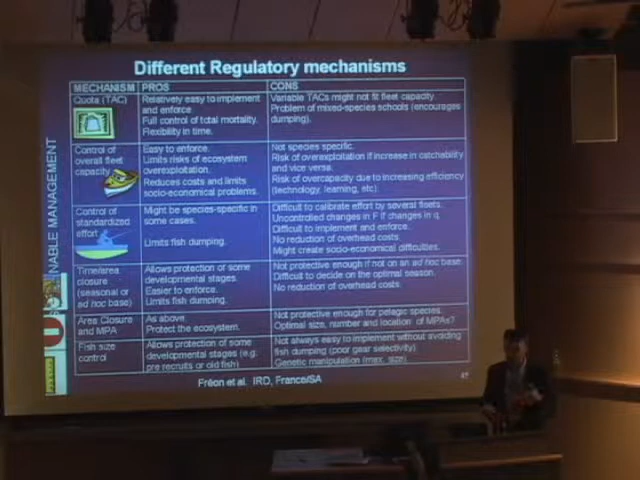 Different Regulatory mechanisms
MECHANISM PROS CONS
Quota (TAC)
Relatively easy to implement
and enforce.
Full control of total mortality.
Flexibility in time.
Variable TACs might not fit fleet capacity.
Problem of mixed-species schools (encourages
dumping).
Control of
overall fleet
capacity
Easy to enforce.
Limits risks of ecosystem
overexploitation.
Reduces costs and limits
socio-economical problems.
Not species specific.
Risk of overexploitation if increase in catchability
and vice versa.
Risk of overcapacity due to increasing efficiency
(technology, learning, etc).
Control of
standardized
effort
Might be species-specific in
some cases.
Limits fish dumping.
Difficult to calibrate effort by several fleets.
Uncontrolled changes in F if changes in q.
Difficult to implement and enforce.
No reduction of overhead costs.
Might create socio-economical difficulties.
Time/area
closure
(seasonal or
ad hoc base)
Allows protection of some
developmental stages.
Easier to enforce.
Limits fish dumping.
Not protective enough if not on an ad hoc base.
Difficult to decide on the optimal season.
No reduction of overhead costs.
Area Closure
and MPA
As above.
Protect the ecosystem.
Not protective enough for pelagic species.
Optimal size, number and location of MPAs?
Fish size
control
Allows protection of some
developmental stages (e.g.
pre recruits or old fish)
Not always easy to implement without avoiding
fish dumping (poor gear selectivity)
Genetic manipulation (max. size)
Fréon et al. IRD, France/SA
NABLE MANAGEMENT